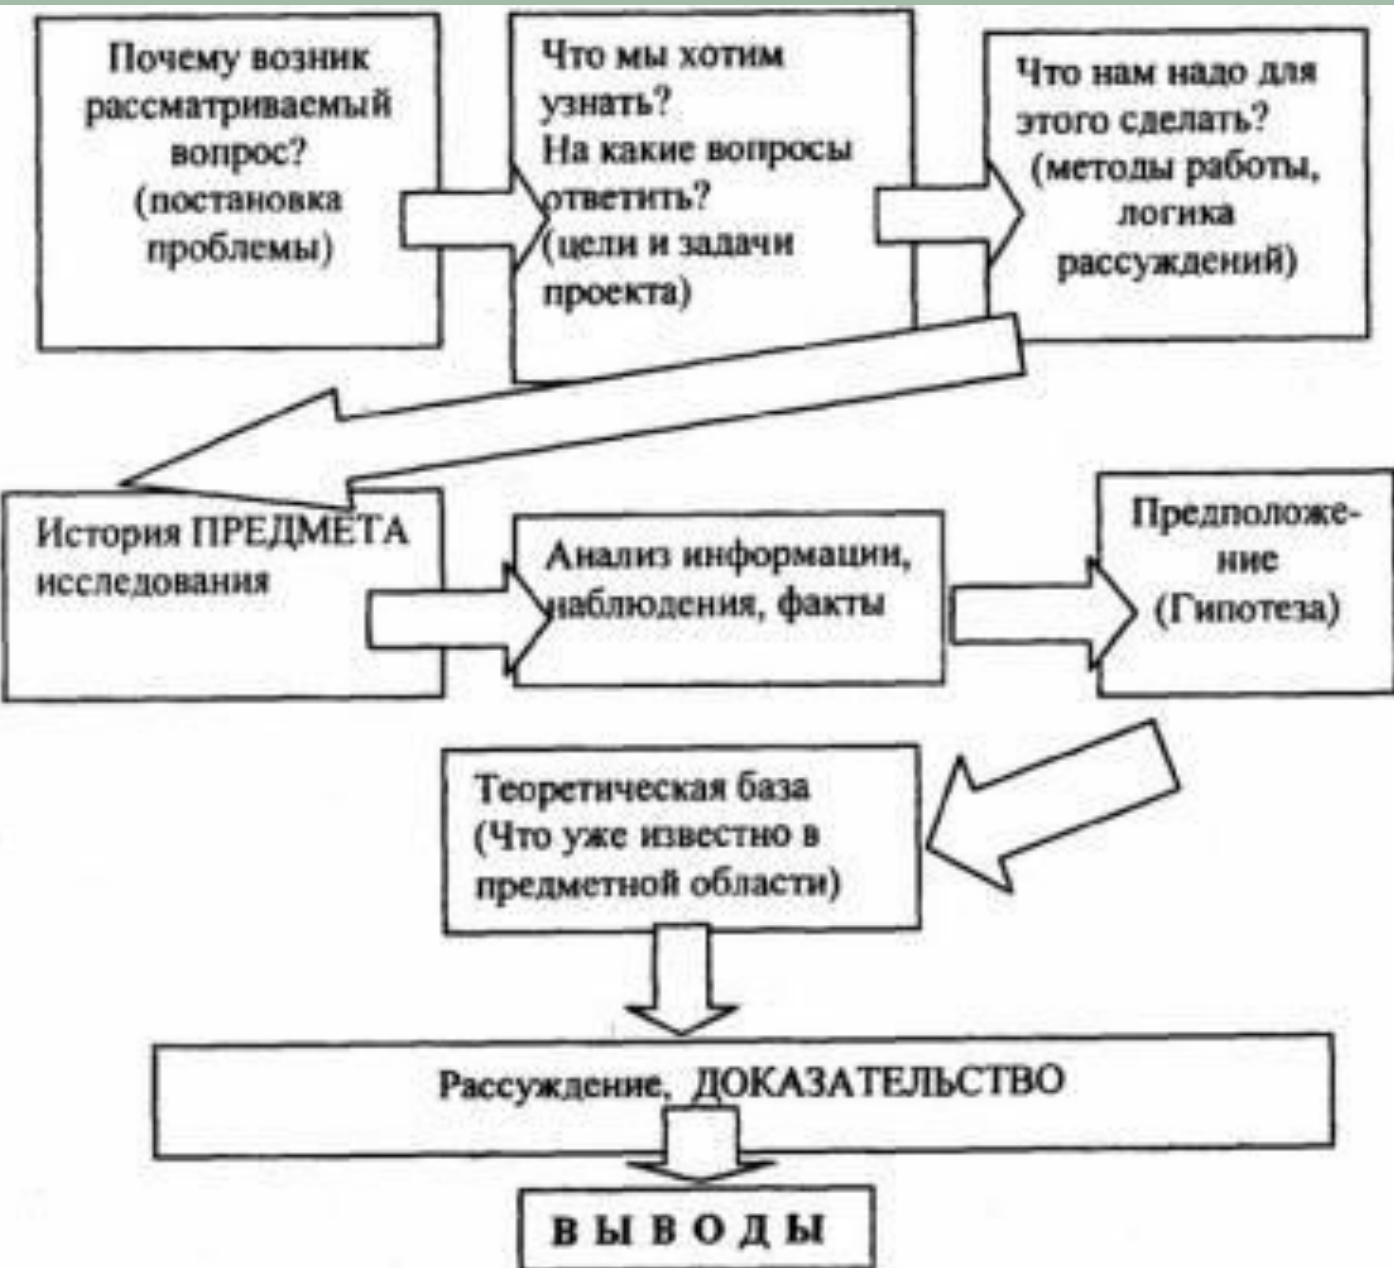 Почему возник
рассматриваемый
вопрос?
(постановка
проблемы)
Что мы хотим
узнать?
На какие вопросы
ответить?
(цели и задачи
проекта)
Что нам надо для
этого сделать?
(методы работы,
логика
рассуждений)
История ПРЕДМЕТА
исследования
Анализ информации,
наблюдения, факты
Предположе-
ние
(Гипотеза)
Теоретическая база
(Что уже известно в
предметной области)
Рассуждение, ДОКАЗАТЕЛЬСТВО
В Ы В О Д Ы